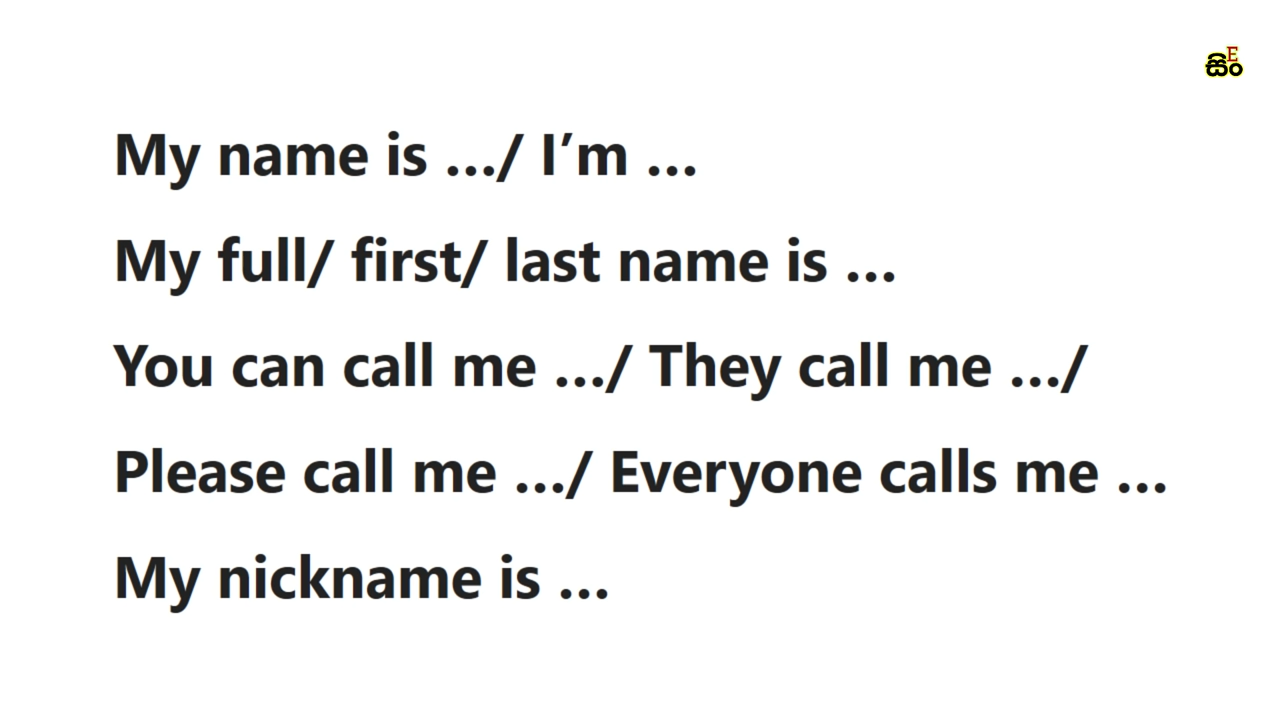 සිංE
My name is …/ I’m …
My full/ first/ last name is …
You can call me …/ They call me …/
Please call me …/ Everyone calls me …
My nickname is …